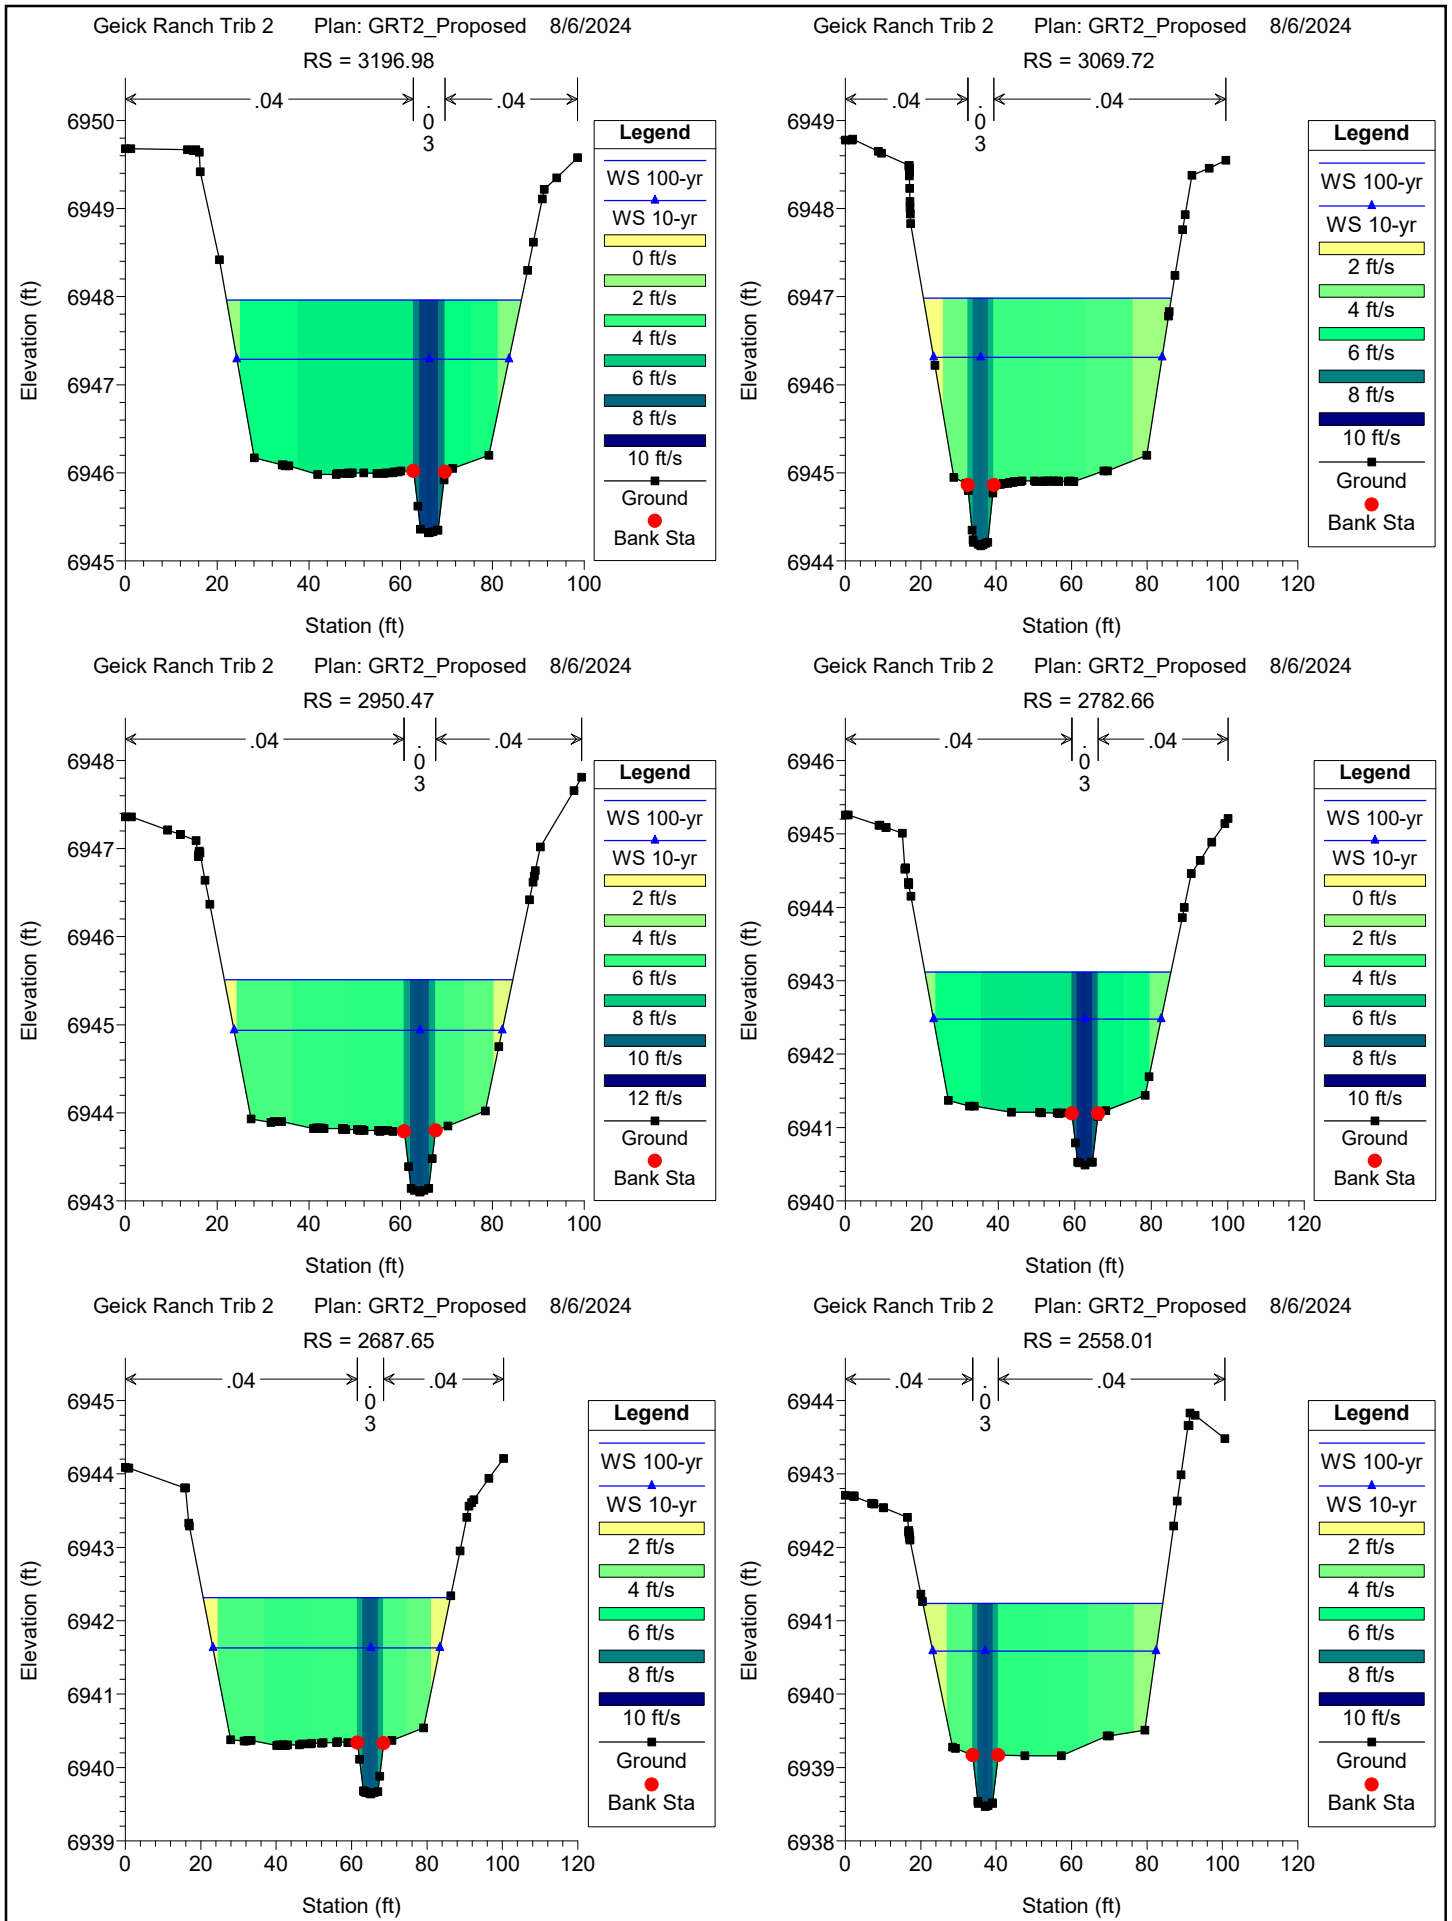 Geick Ranch Trib 2 Plan: GRT2_Proposed 8/6/2024
RS = 3196.98
.04 .03 .04
6950
6949
6948
6947
6946
6945
Elevation (ft)
0 20 40 60 80 100
Station (ft)
Legend
WS 100-yr
WS 10-yr
0 ft/s
2 ft/s
4 ft/s
6 ft/s
8 ft/s
10 ft/s
Ground
Bank Sta
Geick Ranch Trib 2 Plan: GRT2_Proposed 8/6/2024
RS = 3069.72
.04 .03 .04
6949
6948
6947
6946
6945
6944
Elevation (ft)
0 20 40 60 80 100 120
Station (ft)
Legend
WS 100-yr
WS 10-yr
2 ft/s
4 ft/s
6 ft/s
8 ft/s
10 ft/s
Ground
Bank Sta
Geick Ranch Trib 2 Plan: GRT2_Proposed 8/6/2024
RS = 2950.47
.04 .03 .04
6948
6947
6946
6945
6944
6943
Elevation (ft)
0 20 40 60 80 100
Station (ft)
Legend
WS 100-yr
WS 10-yr
2 ft/s
4 ft/s
6 ft/s
8 ft/s
10 ft/s
12 ft/s
Ground
Bank Sta
Geick Ranch Trib 2 Plan: GRT2_Proposed 8/6/2024
RS = 2782.66
.04 .03 .04
6946
6945
6944
6943
6942
6941
6940
Elevation (ft)
0 20 40 60 80 100 120
Station (ft)
Legend
WS 100-yr
WS 10-yr
0 ft/s
2 ft/s
4 ft/s
6 ft/s
8 ft/s
10 ft/s
Ground
Bank Sta
Geick Ranch Trib 2 Plan: GRT2_Proposed 8/6/2024
RS = 2687.65
.04 .03 .04
6945
6944
6943
6942
6941
6940
6939
Elevation (ft)
0 20 40 60 80 100 120
Station (ft)
Legend
WS 100-yr
WS 10-yr
2 ft/s
4 ft/s
6 ft/s
8 ft/s
10 ft/s
Ground
Bank Sta
Geick Ranch Trib 2 Plan: GRT2_Proposed 8/6/2024
RS = 2558.01
.04 .03 .04
6944
6943
6942
6941
6940
6939
6938
Elevation (ft)
0 20 40 60 80 100 120
Station (ft)
Legend
WS 100-yr
WS 10-yr
2 ft/s
4 ft/s
6 ft/s
8 ft/s
10 ft/s
Ground
Bank Sta